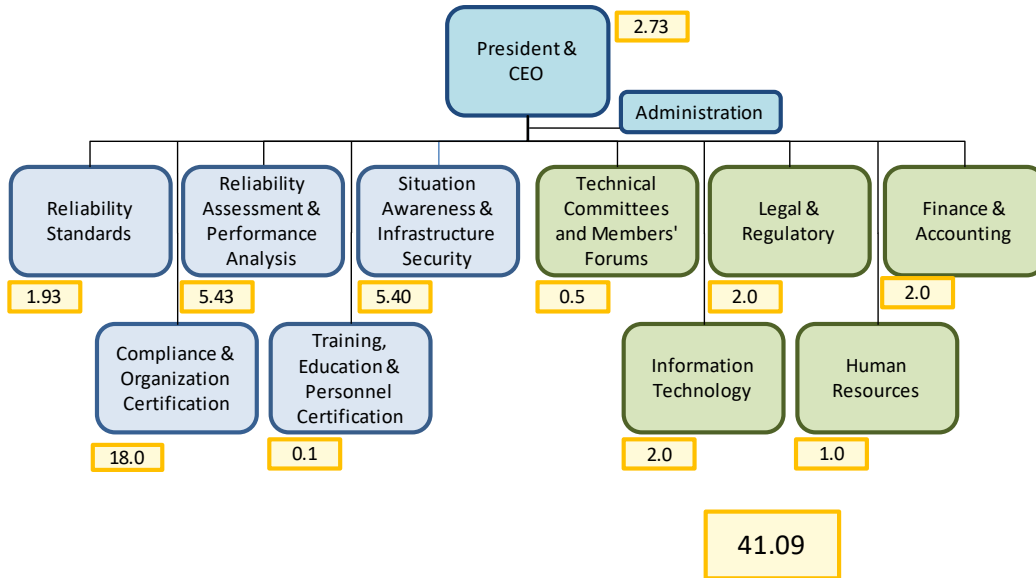 President &
CEO
2.73
Administration
Reliability
Standards
1.93
Reliability
Assessment &
Performance
Analysis
5.43
Situation
Awareness &
Infrastructure
Security
5.40
Technical
Committees
and Members'
Forums
0.5
Legal &
Regulatory
2.0
Finance &
Accounting
2.0
Compliance &
Organization
Certification
18.0
Training,
Education &
Personnel
Certification
0.1
Information
Technology
2.0
Human
Resources
1.0
41.09